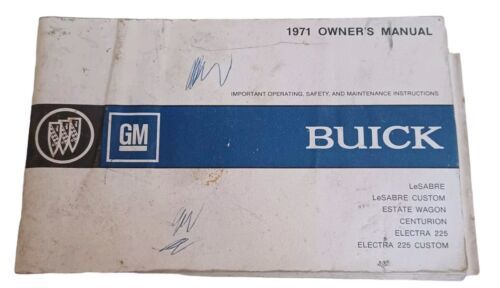 1971 OWNER'S MANUAL
IMPORTANT OPERATING, SAFETY, AND MAINTENANCE INSTRUCTIONS
GM
BUICK
LeSABRE
LeSABRE CUSTOM
ESTATE WAGON
CENTURION
ELECTRA 225
ELECTRA 225 CUSTOM